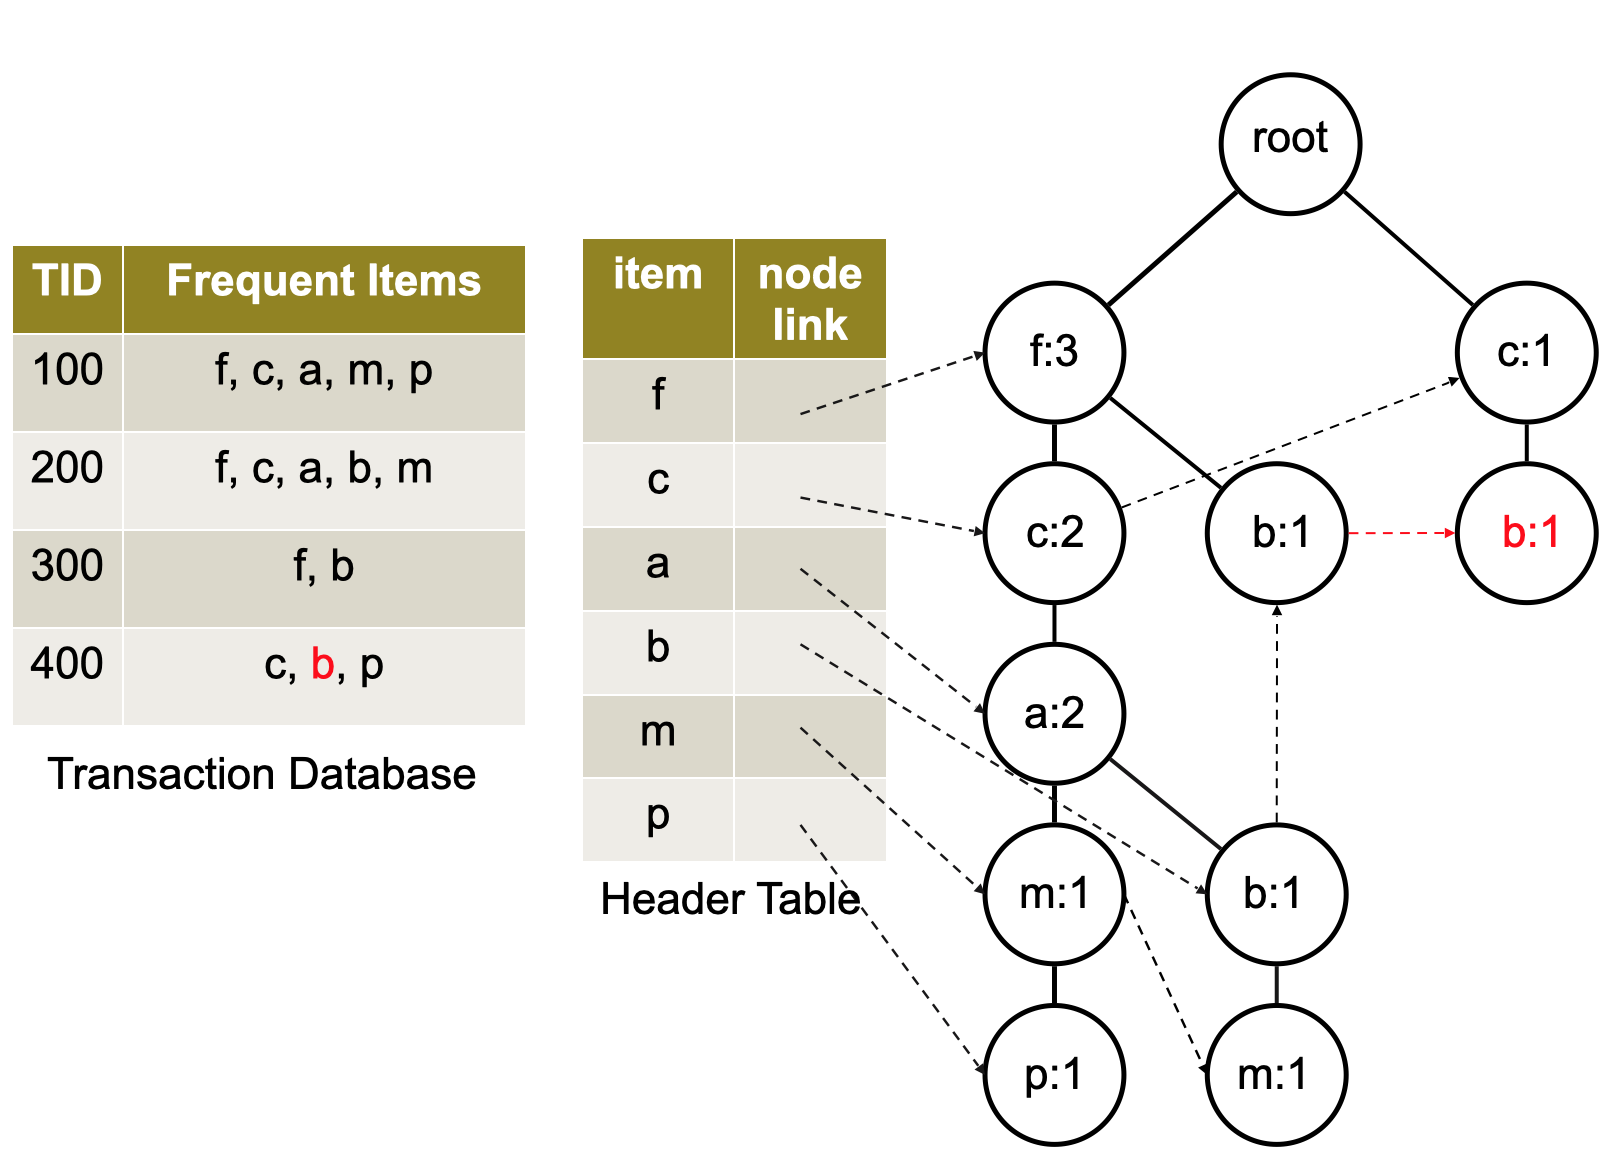 TID Frequent Items
100 f, c, a, m, p
200 f, c, a, b, m
300 f, b
400 c, b, p
Transaction Database
item node
link
f
c
a
b
m
p
Header Table
root
f:3 c:1
c:2 b:1 b:1
a:2
m:1 b:1
p:1 m:1